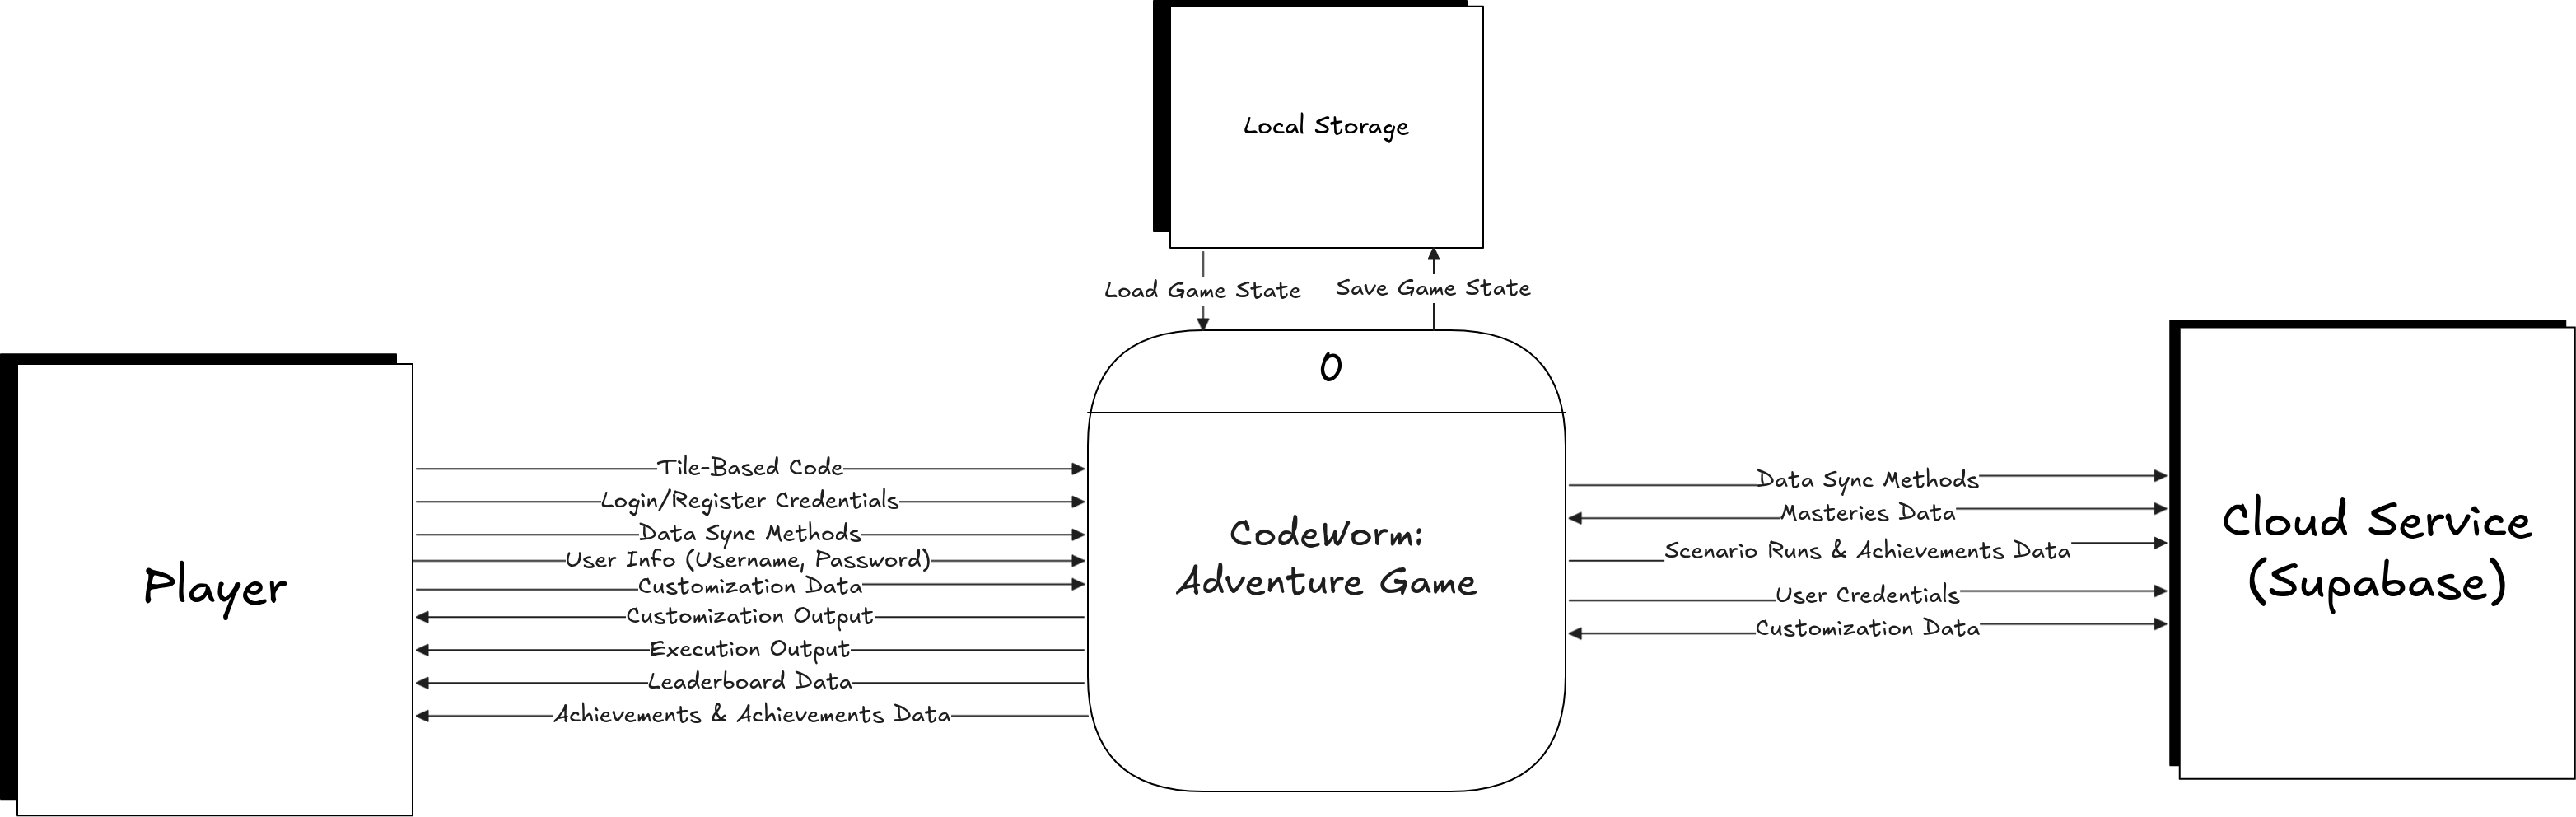 Local Storage
Load Game State
Save Game State
0
Player
Tile-Based Code
Login/Register Credentials
Data Sync Methods
User Info (Username, Password)
Customization Data
Customization Output
Execution Output
Leaderboard Data
Achievements & Achievements Data
CodeWorm:
Adventure Game
Data Sync Methods
Masteries Data
Scenario Runs & Achievements Data
User Credentials
Customization Data
Cloud Service
(Supabase)